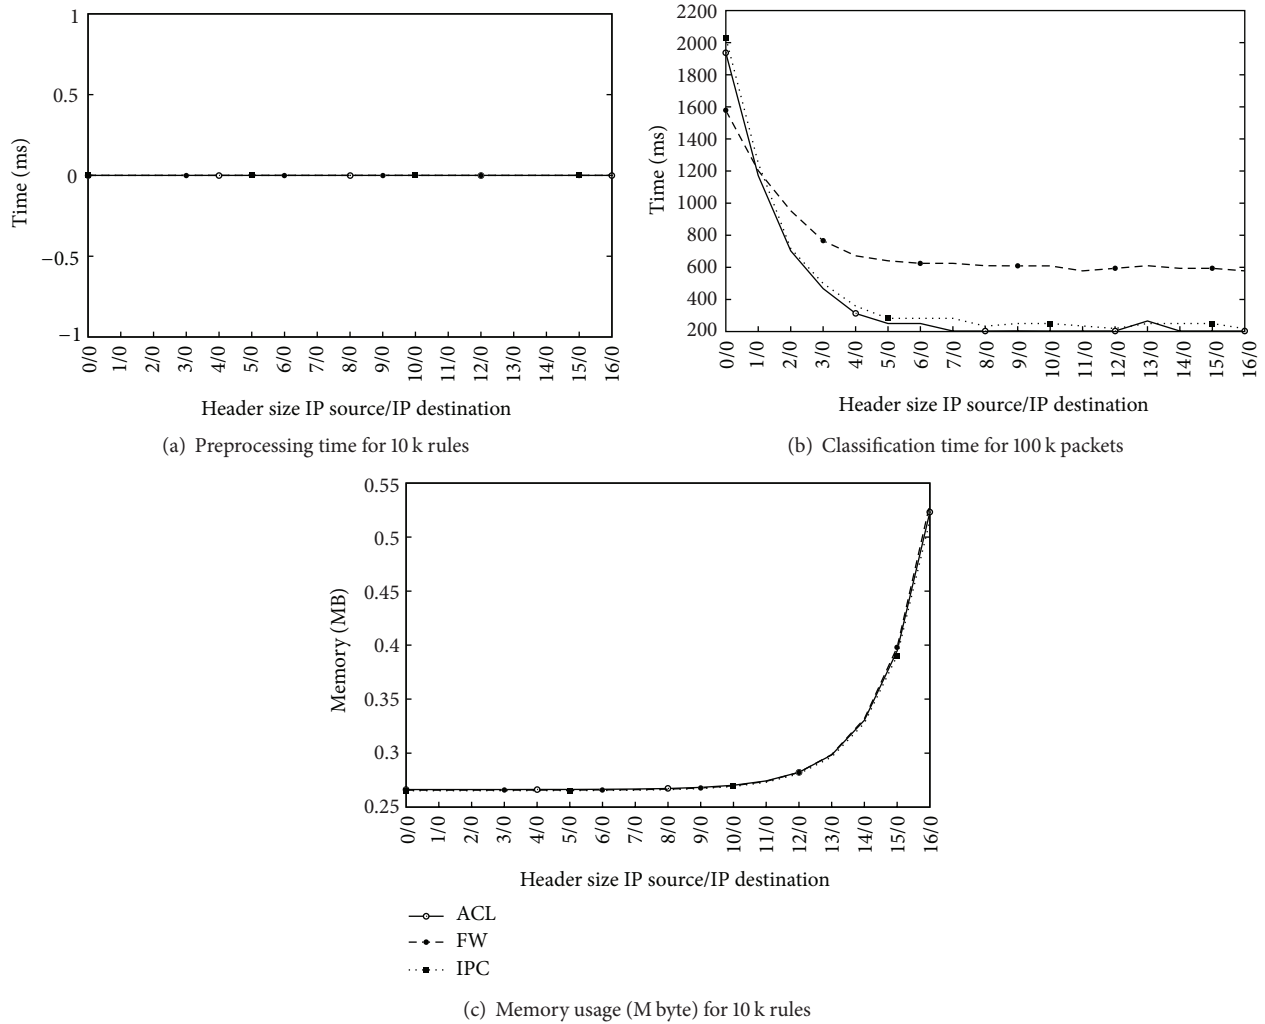 1
0.5
0
−0.5
−1
Time (ms)
0/0 1/0 2/0 3/0 4/0 5/0 6/0 7/0 8/0 9/0 10/0 11/0 12/0 13/0 14/0 15/0 16/0
Header size IP source/IP destination
(a) Preprocessing time for 10 k rules
2200
2000
1800
1600
1400
1200
1000
800
600
400
200
Time (ms)
0/0 1/0 2/0 3/0 4/0 5/0 6/0 7/0 8/0 9/0 10/0 11/0 12/0 13/0 14/0 15/0 16/0
Header size IP source/IP destination
(b) Classification time for 100 k packets
0.55
0.5
0.45
0.4
0.35
0.3
0.25
Memory (MB)
0/0 1/0 2/0 3/0 4/0 5/0 6/0 7/0 8/0 9/0 10/0 11/0 12/0 13/0 14/0 15/0 16/0
Header size IP source/IP destination
ACL
FW
IPC
(c) Memory usage (M byte) for 10 k rules